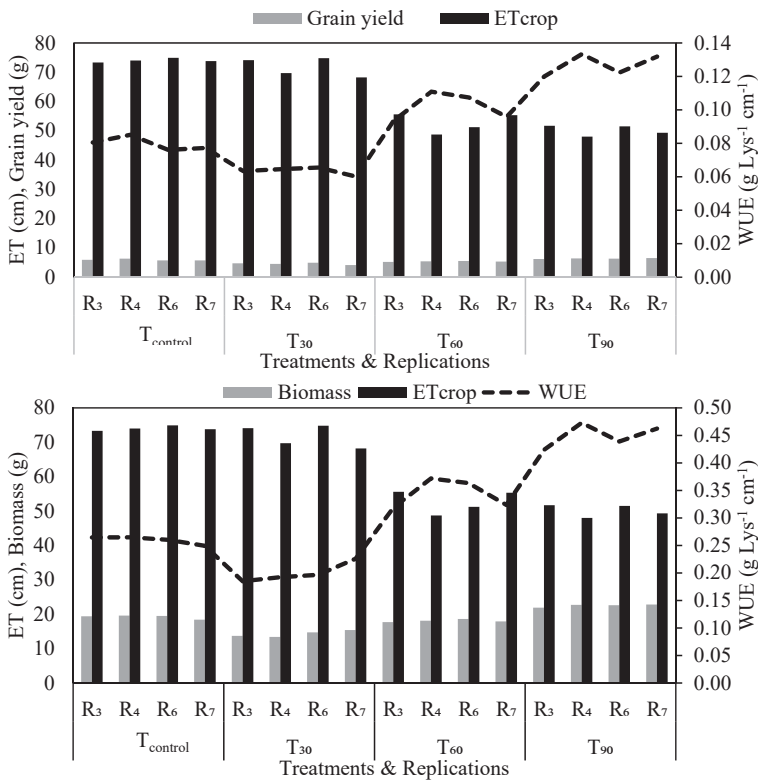 Grain yield ETcrop
80 0.14
70 0.12
60 0.10
50 0.08
40
30 0.06
20 0.04
10 0.02
0 0.00
ET (cm), Grain yield (g)
WUE (g Lys⁻¹ cm⁻¹)
R₃ R₄ R₆ R₇ R₃ R₄ R₆ R₇ R₃ R₄ R₆ R₇ R₃ R₄ R₆ R₇
T_control T₃₀ T₆₀ T₉₀
Treatments & Replications
Biomass ETcrop WUE
80 0.50
70 0.45
60 0.40
50 0.35
40 0.30
30 0.25
20 0.20
10 0.15
0 0.10
0.05
0.00
ET (cm), Biomass (g)
WUE (g Lys⁻¹ cm⁻¹)
R₃ R₄ R₆ R₇ R₃ R₄ R₆ R₇ R₃ R₄ R₆ R₇ R₃ R₄ R₆ R₇
T_control T₃₀ T₆₀ T₉₀
Treatments & Replications